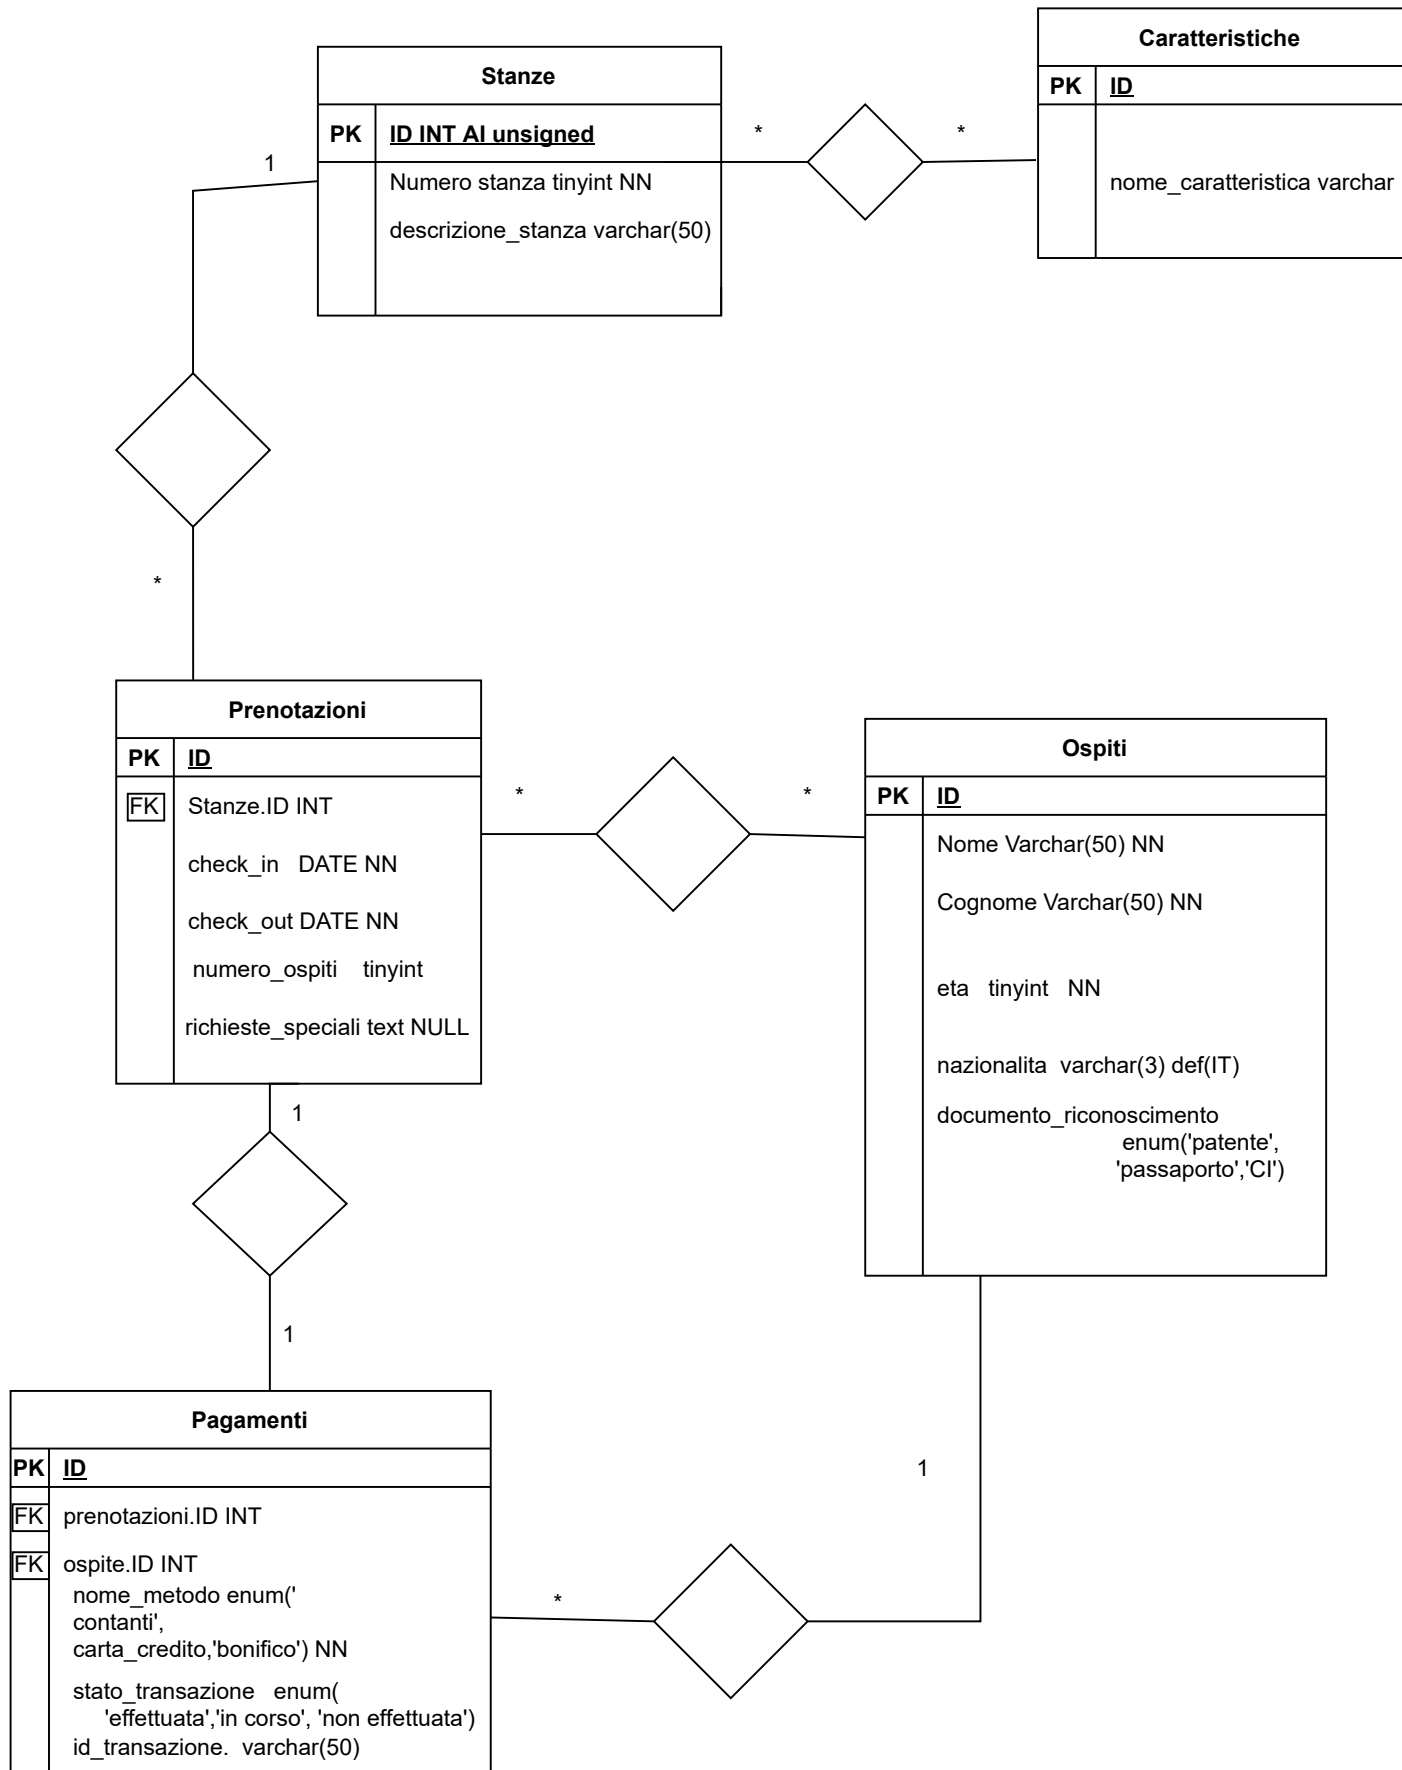 Caratteristiche
PK ID
nome_caratteristica varchar
Stanze
PK ID INT AI unsigned
Numero stanza tinyint NN
descrizione_stanza varchar(50)
* *
1
*
Prenotazioni
PK ID
FK Stanze.ID INT
check_in DATE NN
check_out DATE NN
numero_ospiti tinyint
richieste_speciali text NULL
* *
Ospiti
PK ID
Nome Varchar(50) NN
Cognome Varchar(50) NN
eta tinyint NN
nazionalita varchar(3) def(IT)
documento_riconoscimento
enum('patente',
'passaporto','CI')
1
1
Pagamenti
PK ID
FK prenotazioni.ID INT
FK ospite.ID INT
nome_metodo enum('
contanti',
carta_credito,'bonifico') NN
stato_transazione enum(
'effettuata','in corso', 'non effettuata')
id_transazione. varchar(50)
*
1